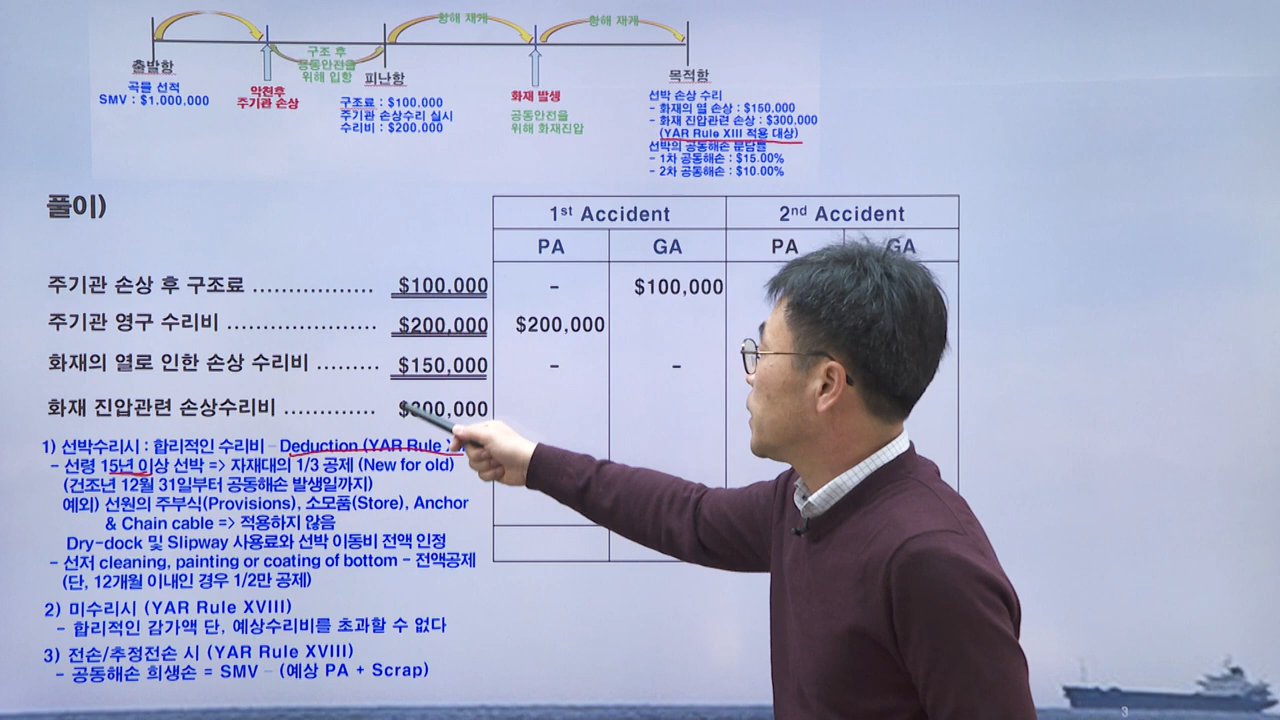 항해 재개
항해 재개
구조 후
공동안전을
위해 입항
출발항
피난항
목적항
곡물 선적
SMV : $1.000.000
악천후
주기관 손상
구조료 : $100,000
주기관 손상수리 실시
수리비 : $200,000
화재 발생
공동안전을
위해 화재진압
선박 손상 수리
- 화재의 열 손상 : $150,000
- 화재 진압관련 손상 : $300,000
(YAR Rule XIII 적용 대상)
선박의 공동해손 분담률
- 1차 공동해손 : $15.00%
- 2차 공동해손 : $10.00%
풀이)
1st Accident
2nd Accident
PA
GA
PA
GA
주기관 손상 후 구조료 ................. $100,000 - $100,000
주기관 영구 수리비 ..................... $200,000 $200,000
화재의 열로 인한 손상 수리비 ......... $150,000 - -
화재 진압관련 손상수리비 .............
1) 선박수리시 : 합리적인 수리비 - Deduction (YAR Rule
- 선령 15년 이상 선박 => 자재대의 1/3 공제 (New for old)
(건조년 12월 31일부터 공동해손 발생일까지)
예외) 선원의 주부식(Provisions), 소모품(Store), Anchor
& Chain cable => 적용하지 않음
Dry-dock 및 Slipway 사용료와 선박 이동비 전액 인정
- 선저 cleaning, painting or coating of bottom - 전액공제
(단, 12개월 이내인 경우 1/2만 공제)
2) 미수리시 (YAR Rule XVIII)
- 합리적인 감가액 단, 예상수리비를 초과할 수 없다
3) 전손/추정전손 시 (YAR Rule XVIII)
- 공동해손 희생손 = SMV - (예상 PA + Scrap)
3